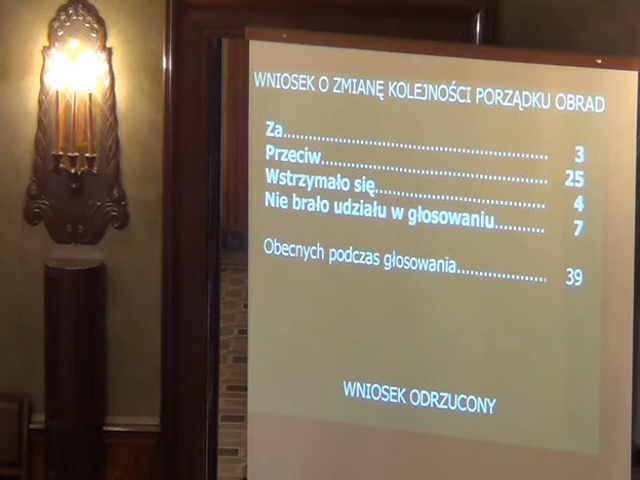 WNIOSEK O ZMIANĘ KOLEJNOŚCI PORZĄDKU OBRAD
Za........................................................ 3
Przeciw................................................ 25
Wstrzymało się.................................... 4
Nie brało udziału w głosowaniu........... 7
Obecnych podczas głosowania................... 39
WNIOSEK ODRZUCONY